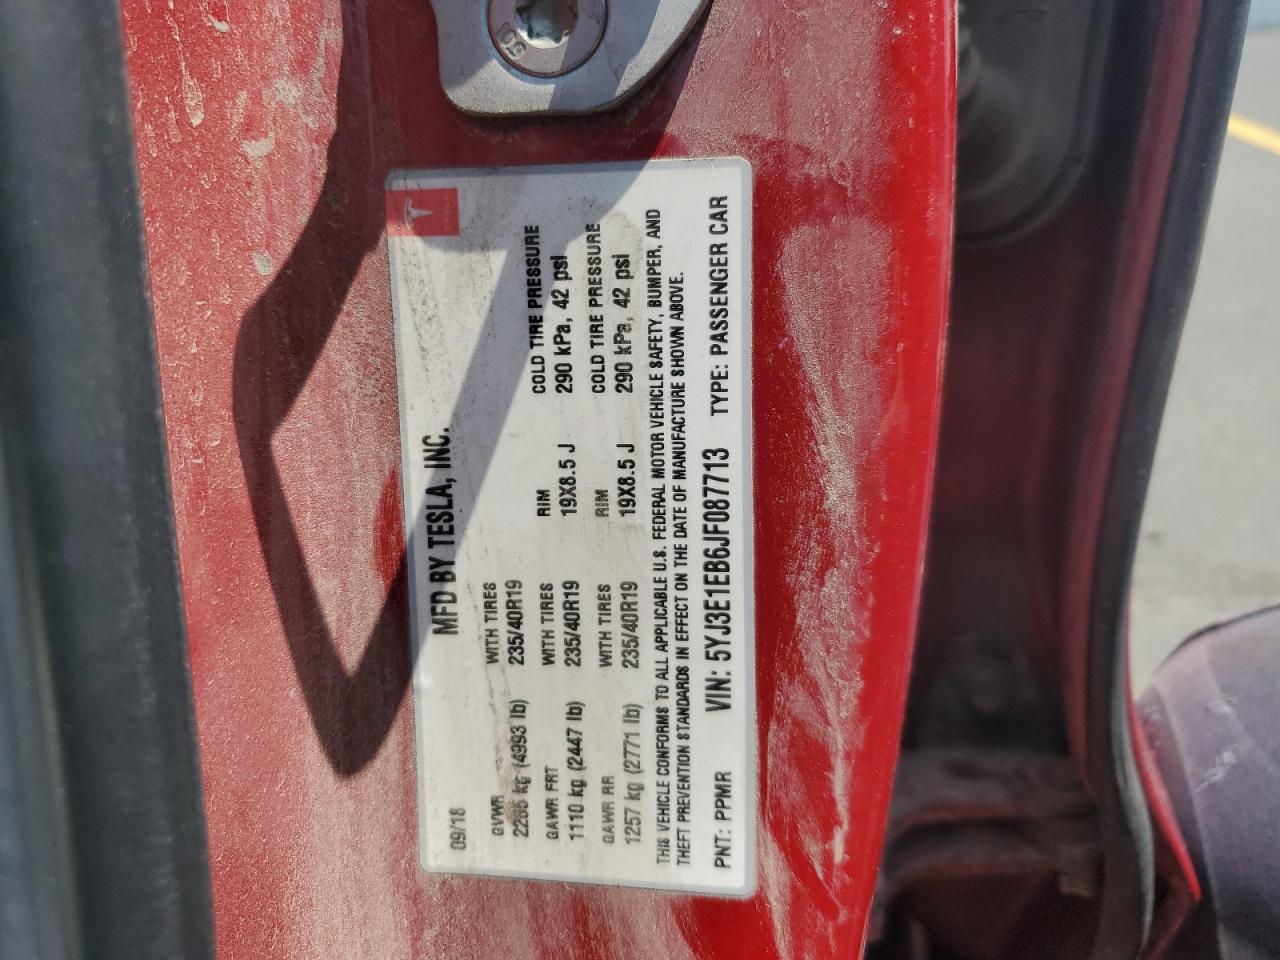 MFD BY TESLA, INC.
09/18
GVWR WITH TIRES
(4993 lb) 235/40R19
GAWR FRT WITH TIRES RIM COLD TIRE PRESSURE
1110 kg (2447 lb) 235/40R19 19X8.5 J 290 kPa, 42 psi
GAWR RR WITH TIRES RIM COLD TIRE PRESSURE
1257 kg (2771 lb) 235/40R19 19X8.5 J 290 kPa, 42 psi
THIS VEHICLE CONFORMS TO ALL APPLICABLE U.S. FEDERAL MOTOR VEHICLE SAFETY, BUMPER, AND
THEFT PREVENTION STANDARDS IN EFFECT ON THE DATE OF MANUFACTURE SHOWN ABOVE.
PNT: PPMR VIN: 5YJ3E1EB6JF087713 TYPE: PASSENGER CAR